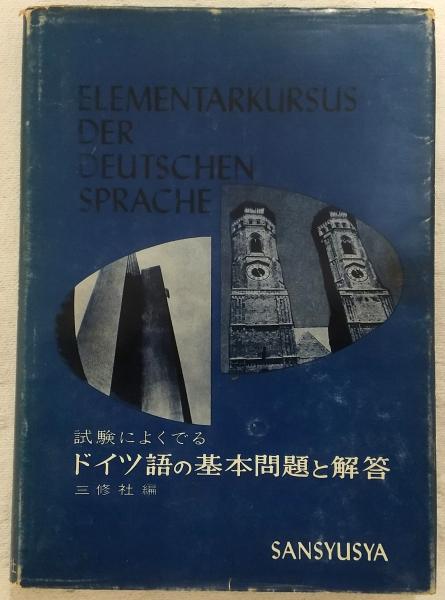 ELEMENTARKURSUS
DER
DEUTSCHEN
SPRACHE
試験によくでる
ドイツ語の基本問題と解答
三修社編
SANSYUSYA